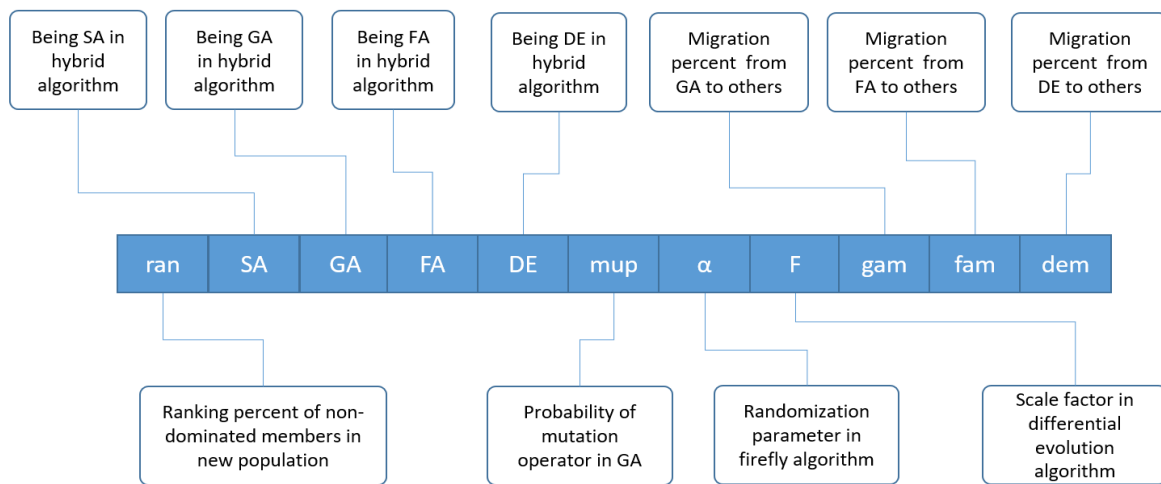 Being SA in
hybrid
algorithm
Being GA
in hybrid
algorithm
Being FA
in hybrid
algorithm
Being DE in
hybrid
algorithm
Migration
percent from
GA to others
Migration
percent from
FA to others
Migration
percent from
DE to others
ran SA GA FA DE mup α F gam fam dem
Ranking percent of non-
dominated members in
new population
Probability of
mutation
operator in GA
Randomization
parameter in
firefly algorithm
Scale factor in
differential
evolution
algorithm